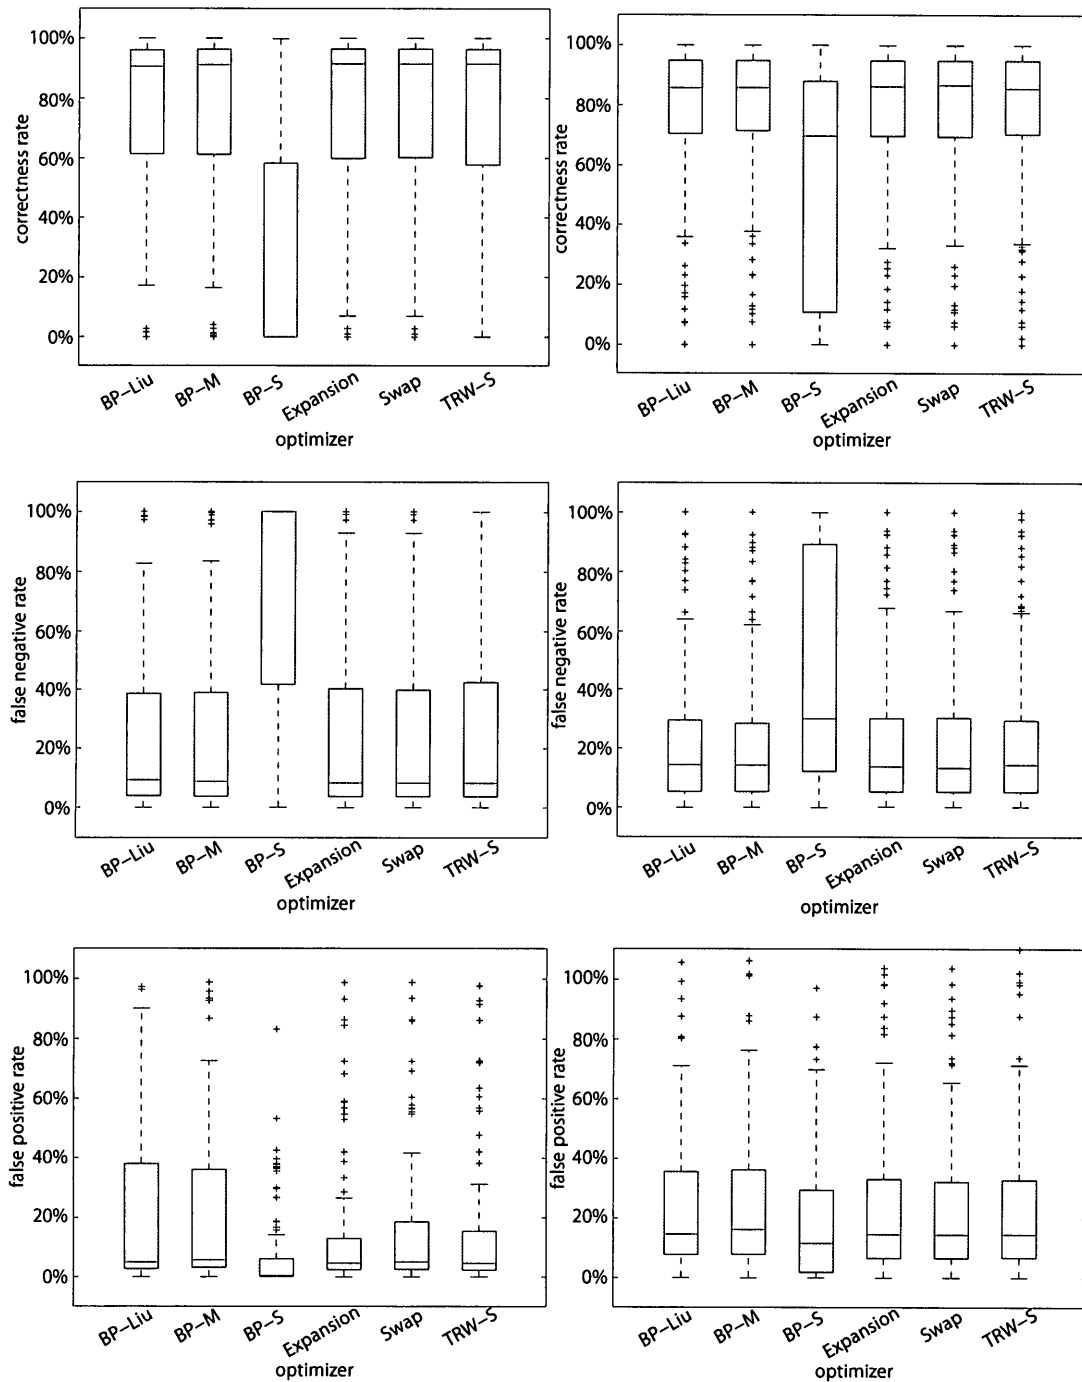 correctness rate
100%
80%
60%
40%
20%
0%
BP-Liu
BP-M
BP-S
Expansion
Swap
TRW-S
optimizer
correctness rate
100%
80%
60%
40%
20%
0%
BP-Liu
BP-M
BP-S
Expansion
Swap
TRW-S
optimizer
false negative rate
100%
80%
60%
40%
20%
0%
BP-Liu
BP-M
BP-S
Expansion
Swap
TRW-S
optimizer
false negative rate
100%
80%
60%
40%
20%
0%
BP-Liu
BP-M
BP-S
Expansion
Swap
TRW-S
optimizer
false positive rate
100%
80%
60%
40%
20%
0%
BP-Liu
BP-M
BP-S
Expansion
Swap
TRW-S
optimizer
false positive rate
100%
80%
60%
40%
20%
0%
BP-Liu
BP-M
BP-S
Expansion
Swap
TRW-S
optimizer